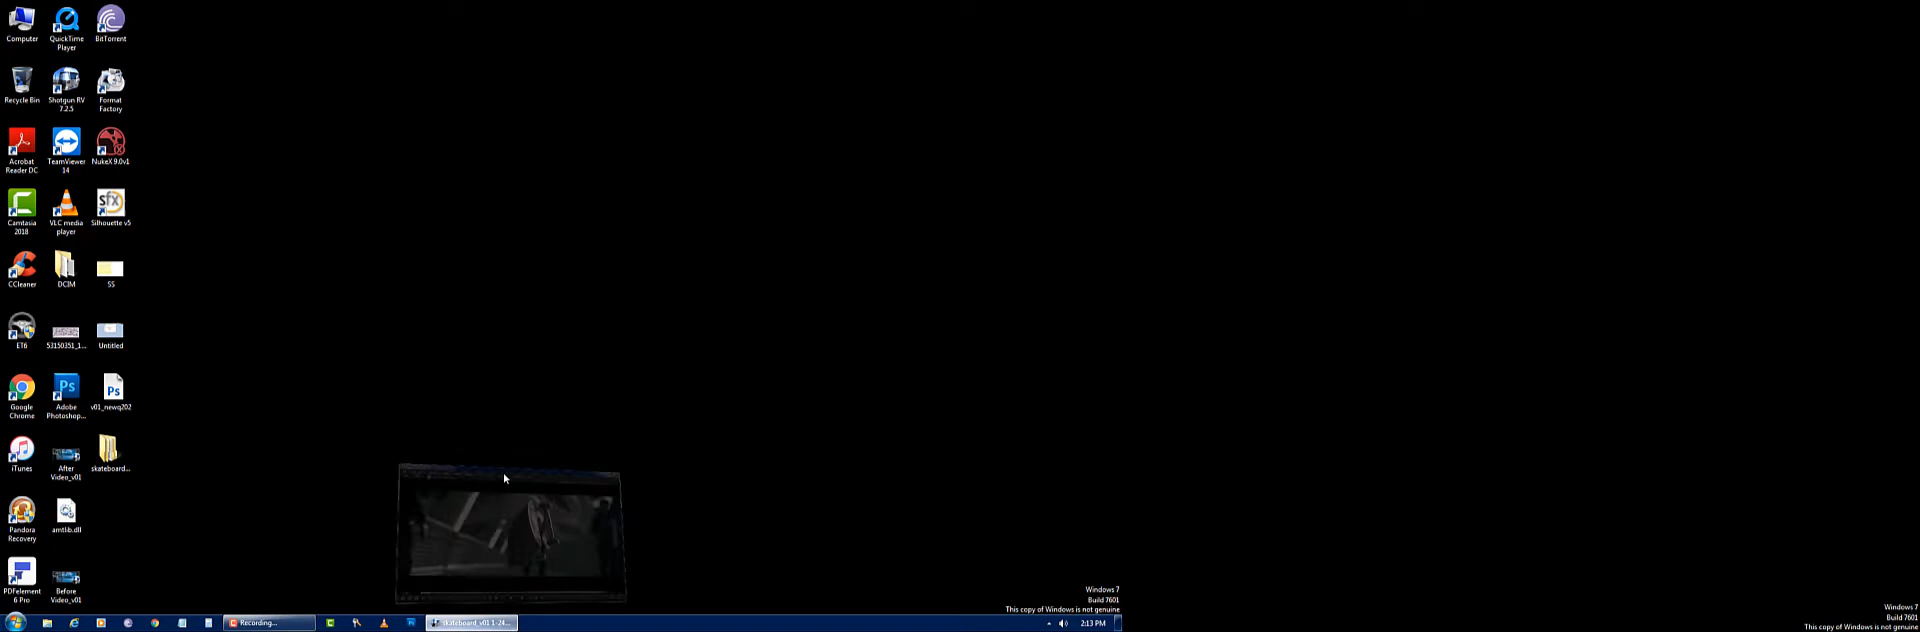 Computer
QuickTime
Player
BitTorrent
Recycle Bin
Shotgun RV
7.2.5
Format
Factory
Acrobat
Reader DC
TeamViewer
14
NukeX 9.0v1
Camtasia
2018
VLC media
player
Silhouette v5
CCleaner
DCIM
SS
ET6
53150351_1...
Untitled
Google
Chrome
Adobe
Photoshop...
v01_newq202
iTunes
After
Video_v01
skateboard...
Pandora
Recovery
amtlib.dll
PDFelement
6 Pro
Before
Video_v01
Windows 7
Build 7601
This copy of Windows is not genuine
Recording...
skateboard_v01 1-24...
2:13 PM
Windows 7
Build 7601
This copy of Windows is not genuine